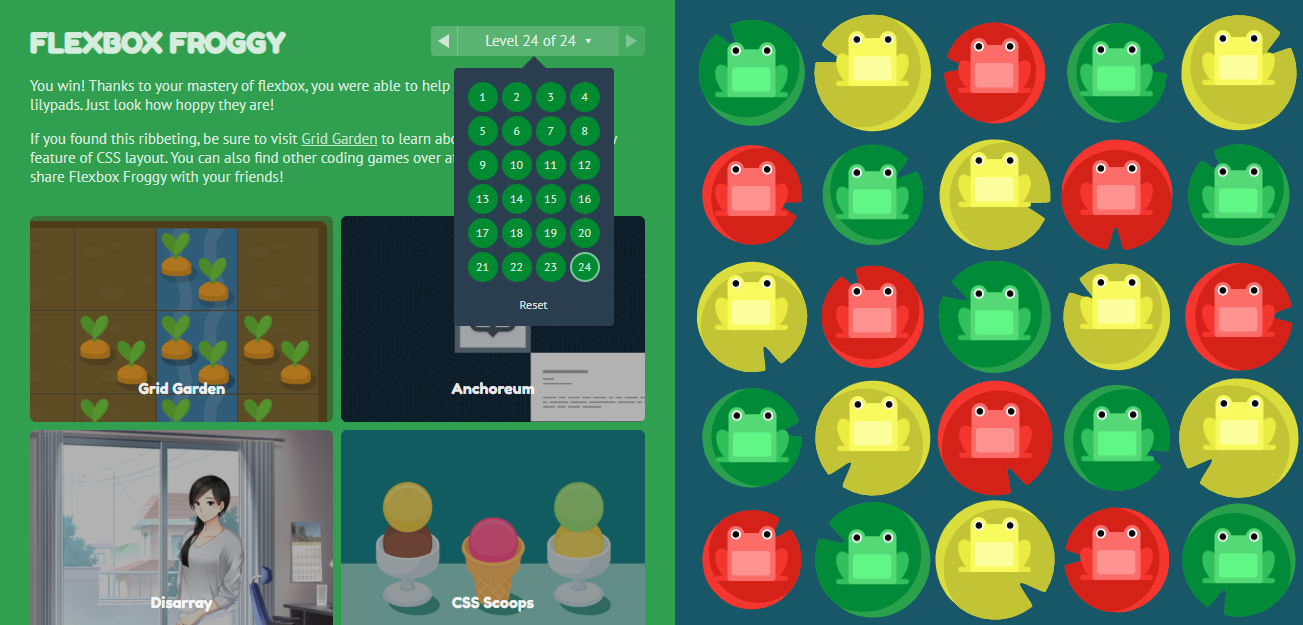 FLEXBOX FROGGY
Level 24 of 24
You win! Thanks to your mastery of flexbox, you were able to help
lilypads. Just look how hoppy they are!
If you found this ribbeting, be sure to visit Grid Garden to learn
feature of CSS layout. You can also find other coding games over
share Flexbox Froggy with your friends!
1 2 3 4
5 6 7 8
9 10 11 12
13 14 15 16
17 18 19 20
21 22 23 24
Reset
Grid Garden
Anchoreum
Disarray
CSS Scoops